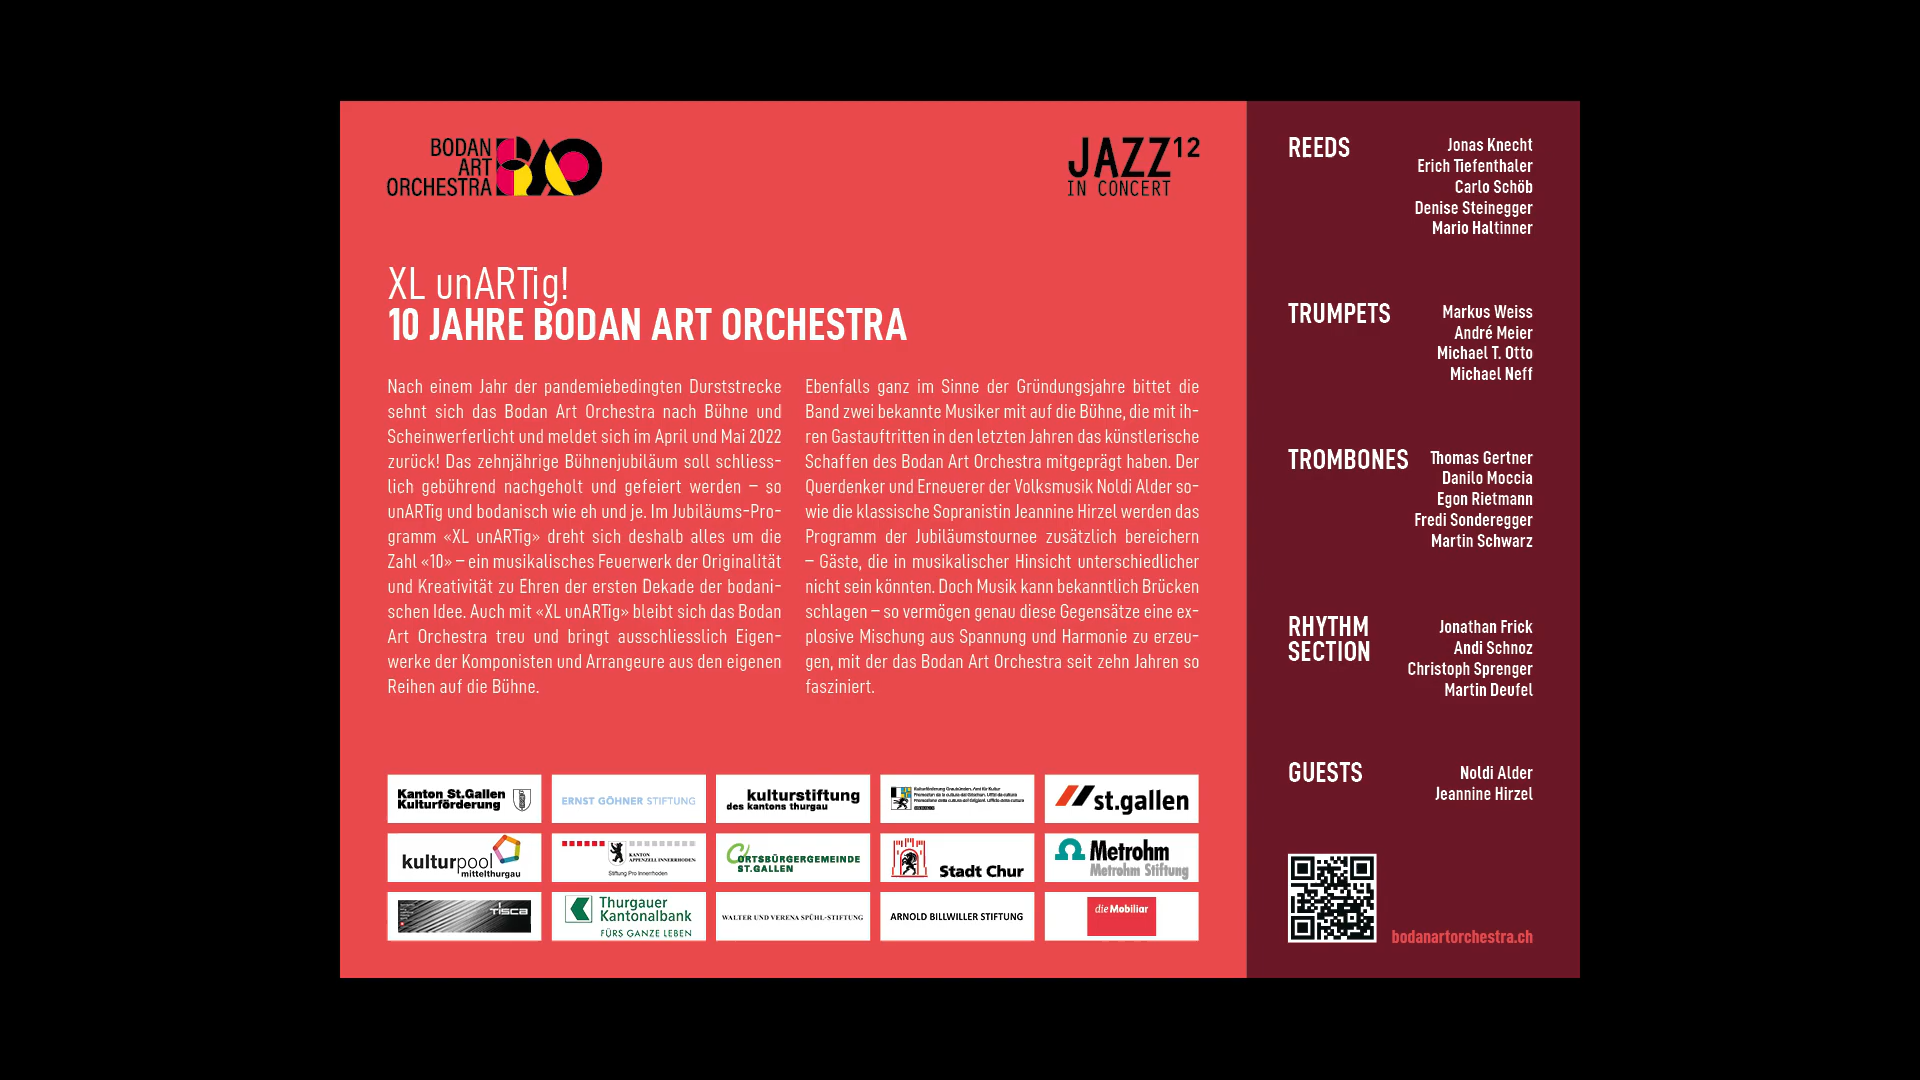 BODAN
ART
ORCHESTRA
BAO
JAZZ12
IN CONCERT
XL unARTig!
10 JAHRE BODAN ART ORCHESTRA
Nach einem Jahr der pandemiebedingten Durststrecke
sehnt sich das Bodan Art Orchestra nach Bühne und
Scheinwerferlicht und meldet sich im April und Mai 2022
zurück! Das zehnjährige Bühnenjubiläum soll schliess-
lich gebührend nachgeholt und gefeiert werden – so
unARTig und bodanisch wie eh und je. Im Jubiläums-Pro-
gramm «XL unARTig» dreht sich deshalb alles um die
Zahl «10» – ein musikalisches Feuerwerk der Originalität
und Kreativität zu Ehren der ersten Dekade der bodani-
schen Idee. Auch mit «XL unARTig» bleibt sich das Bodan
Art Orchestra treu und bringt ausschliesslich Eigen-
werke der Komponisten und Arrangeure aus den eigenen
Reihen auf die Bühne.
Ebenfalls ganz im Sinne der Gründungsjahre bittet die
Band zwei bekannte Musiker mit auf die Bühne, die mit ih-
ren Gastauftritten in den letzten Jahren das künstlerische
Schaffen des Bodan Art Orchestra mitgeprägt haben. Der
Querdenker und Erneuerer der Volksmusik Noldi Alder so-
wie die klassische Sopranistin Jeannine Hirzel werden das
Programm der Jubiläumstournee zusätzlich bereichern
– Gäste, die in musikalischer Hinsicht unterschiedlicher
nicht sein könnten. Doch Musik kann bekanntlich Brücken
schlagen – so vermögen genau diese Gegensätze eine ex-
plosive Mischung aus Spannung und Harmonie zu erzeu-
gen, mit der das Bodan Art Orchestra seit zehn Jahren so
fasziniert.
Kanton St.Gallen
Kulturförderung
ERNST GÖHNER STIFTUNG
kulturstiftung
des kantons thurgau
Kulturförderung Graubünden. Amt für Kultur
st.gallen
kulturpool
mittelthurgau
KANTON
APPENZELL INNERRHODEN
Stiftung Pro Innerrhoden
ORTSBÜRGERGEMEINDE
ST.GALLEN
Stadt Chur
Metrohm
Metrohm Stiftung
TISCA
Thurgauer
Kantonalbank
FÜRS GANZE LEBEN
WALTER UND VERENA SPÜHL-STIFTUNG
ARNOLD BILLWILLER STIFTUNG
die Mobiliar
REEDS
Jonas Knecht
Erich Tiefenthaler
Carlo Schöb
Denise Steinegger
Mario Haltinner
TRUMPETS
Markus Weiss
André Meier
Michael T. Otto
Michael Neff
TROMBONES
Thomas Gertner
Danilo Moccia
Egon Rietmann
Fredi Sonderegger
Martin Schwarz
RHYTHM
SECTION
Jonathan Frick
Andi Schnoz
Christoph Sprenger
Martin Deufel
GUESTS
Noldi Alder
Jeannine Hirzel
bodanartorchestra.ch